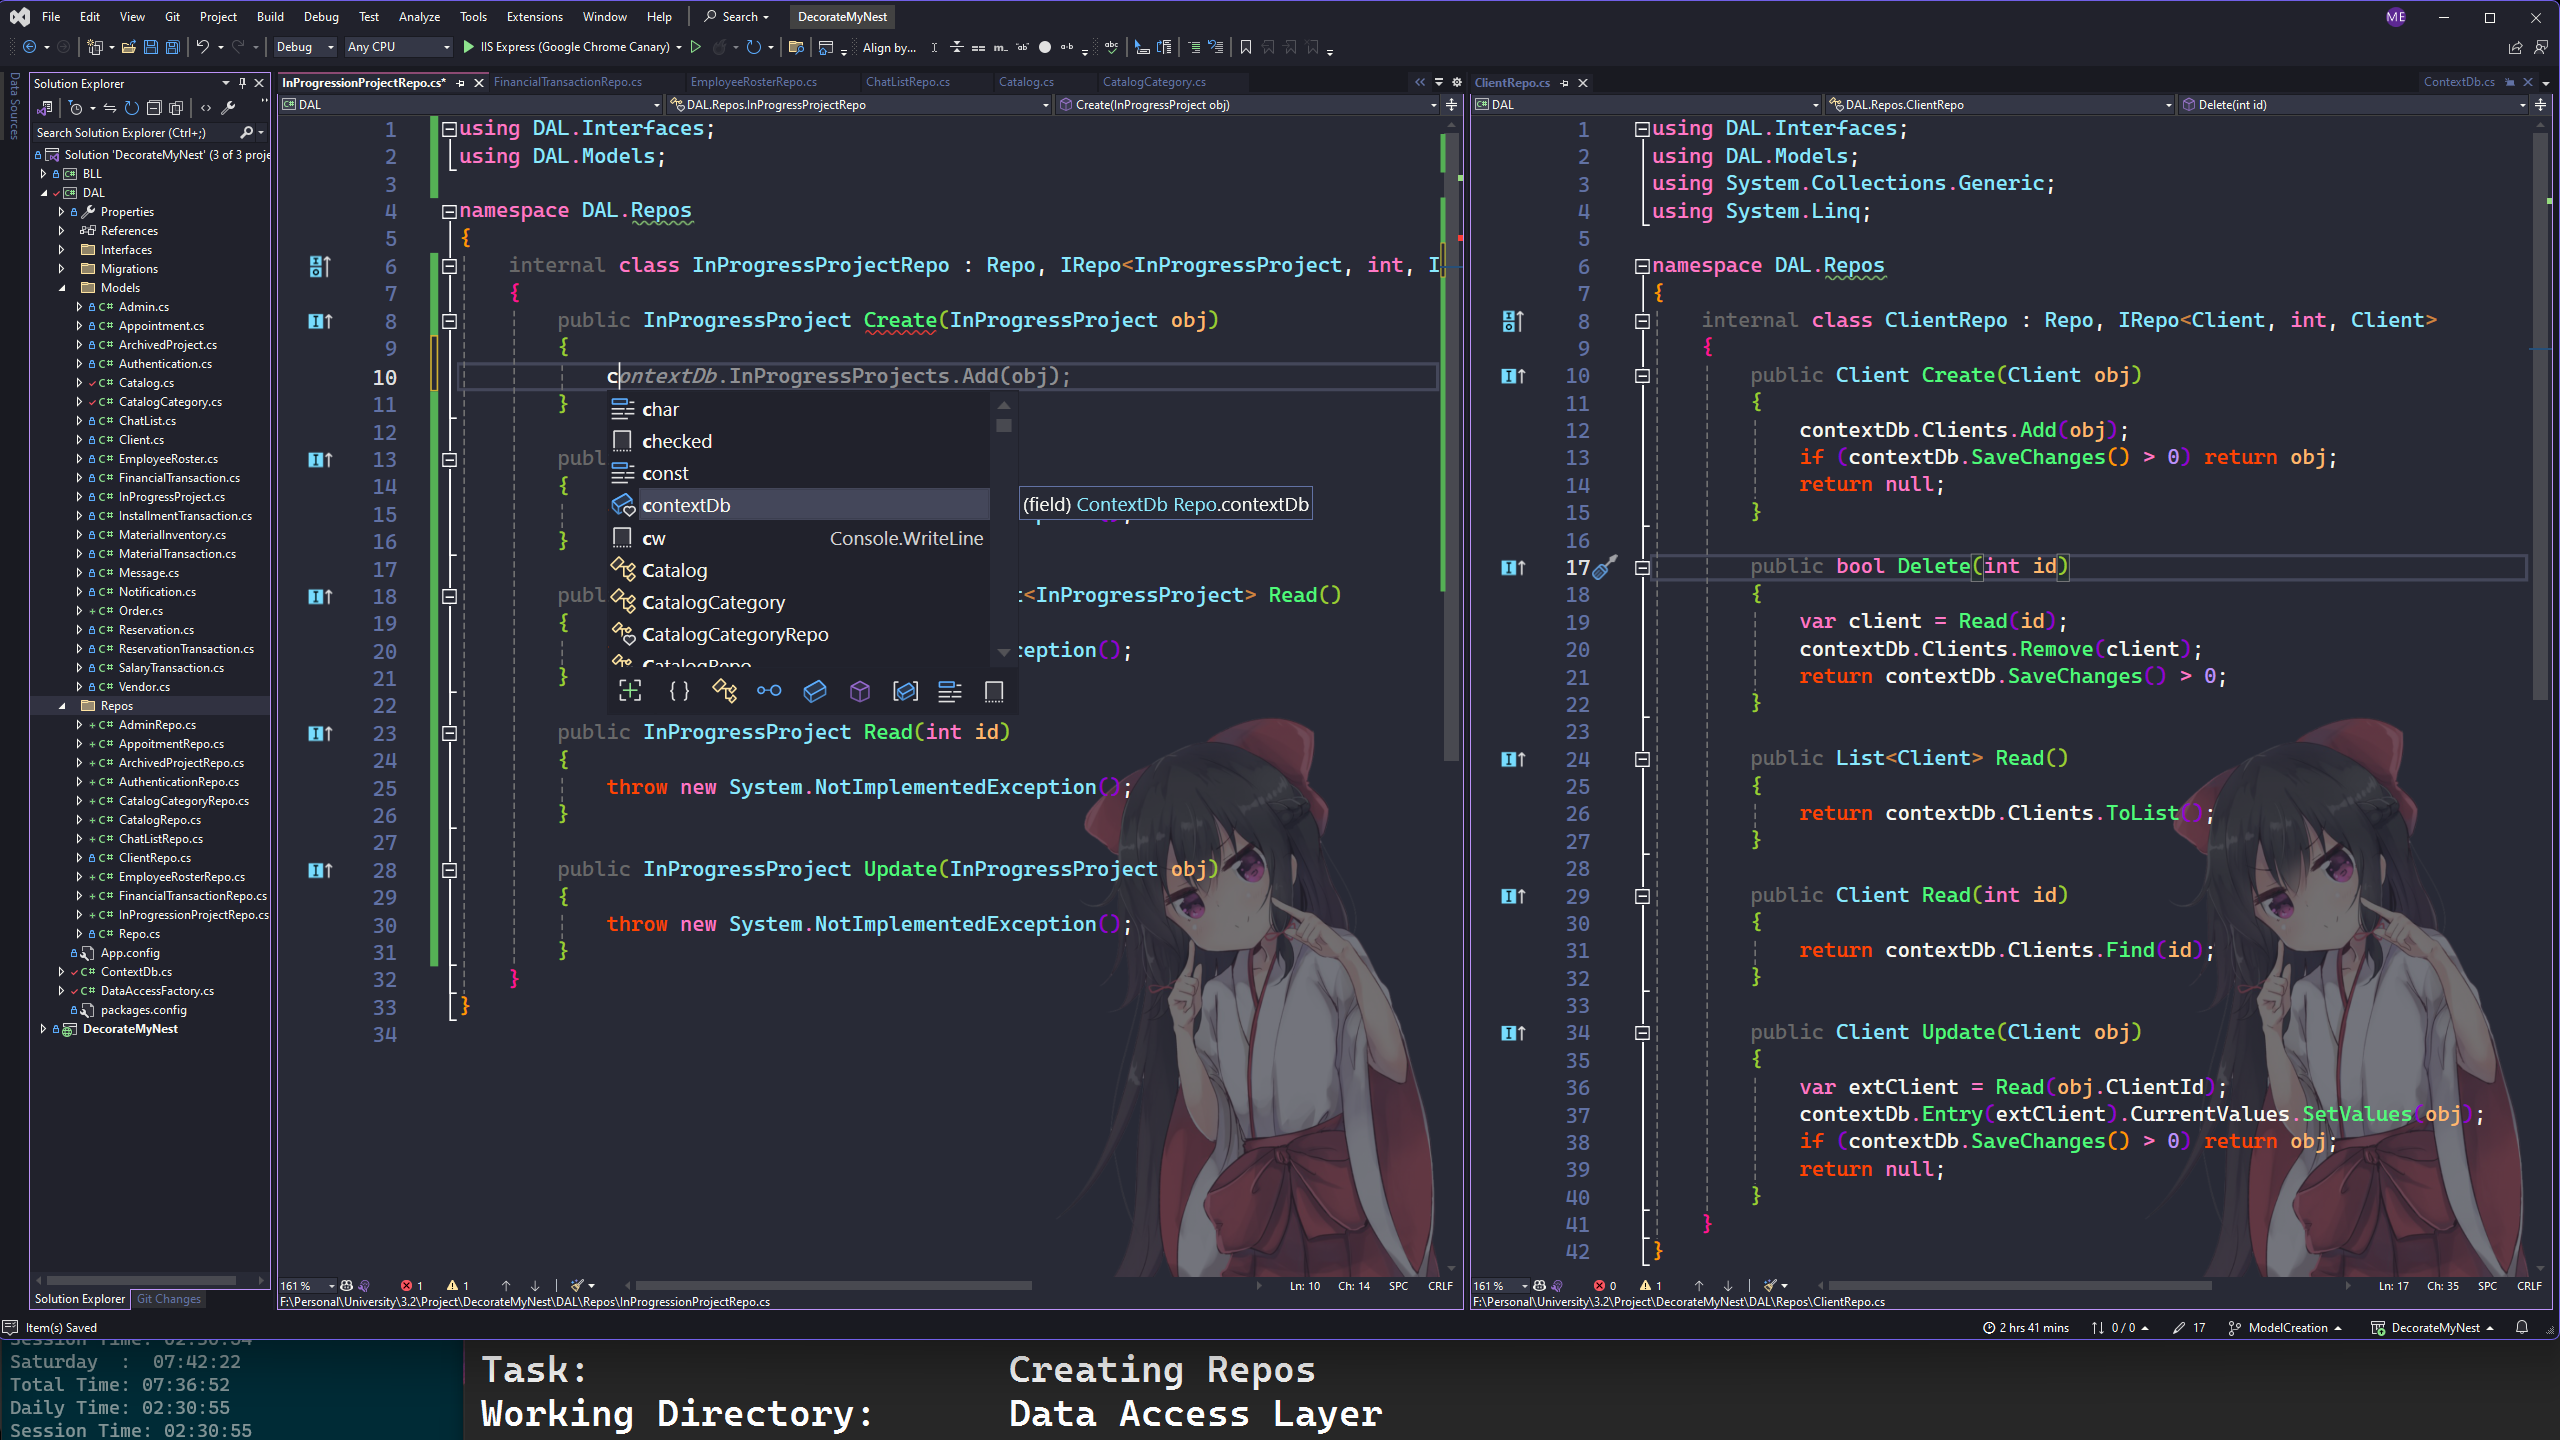 File Edit View Git Project Build Debug Test Analyze Tools Extensions Window Help Search DecorateMyNest ME
Debug Any CPU IIS Express (Google Chrome Canary) Align by...
Data Sources
Solution Explorer
Search Solution Explorer (Ctrl+;)
Solution 'DecorateMyNest' (3 of 3 proje
BLL
DAL
Properties
References
Interfaces
Migrations
Models
C# Admin.cs
C# Appointment.cs
C# ArchivedProject.cs
C# Authentication.cs
C# Catalog.cs
C# CatalogCategory.cs
C# ChatList.cs
C# Client.cs
C# EmployeeRoster.cs
C# FinancialTransaction.cs
C# InProgressProject.cs
C# InstallmentTransaction.cs
C# MaterialInventory.cs
C# MaterialTransaction.cs
C# Message.cs
C# Notification.cs
C# Order.cs
C# Reservation.cs
C# ReservationTransaction.cs
C# SalaryTransaction.cs
C# Vendor.cs
Repos
C# AdminRepo.cs
C# AppoitmentRepo.cs
C# ArchivedProjectRepo.cs
C# AuthenticationRepo.cs
C# CatalogCategoryRepo.cs
C# CatalogRepo.cs
C# ChatListRepo.cs
C# ClientRepo.cs
C# EmployeeRosterRepo.cs
C# FinancialTransactionRepo.cs
C# InProgressionProjectRepo.cs
C# Repo.cs
App.config
C# ContextDb.cs
C# DataAccessFactory.cs
packages.config
DecorateMyNest
Solution Explorer Git Changes
InProgressionProjectRepo.cs* FinancialTransactionRepo.cs EmployeeRosterRepo.cs ChatListRepo.cs Catalog.cs CatalogCategory.cs
DAL DAL.Repos.InProgressProjectRepo Create(InProgressProject obj)
1 using DAL.Interfaces;
2 using DAL.Models;
3
4 namespace DAL.Repos
5 {
6 internal class InProgressProjectRepo : Repo, IRepo<InProgressProject, int, I
7 {
8 public InProgressProject Create(InProgressProject obj)
9 {
10 contextDb.InProgressProjects.Add(obj);
11 }
12
13 publ
14 {
15
16 }
17
18 publ t<InProgressProject> Read()
19 {
20 ception();
21 }
22
23 public InProgressProject Read(int id)
24 {
25 throw new System.NotImplementedException();
26 }
27
28 public InProgressProject Update(InProgressProject obj)
29 {
30 throw new System.NotImplementedException();
31 }
32 }
33 }
34
char
checked
const
contextDb
cw Console.WriteLine
Catalog
CatalogCategory
CatalogCategoryRepo
CatalogRepo
(field) ContextDb Repo.contextDb
161 % 1 1 Ln: 10 Ch: 14 SPC CRLF
F:\Personal\University\3.2\Project\DecorateMyNest\DAL\Repos\InProgressionProjectRepo.cs
ClientRepo.cs ContextDb.cs
DAL DAL.Repos.ClientRepo Delete(int id)
1 using DAL.Interfaces;
2 using DAL.Models;
3 using System.Collections.Generic;
4 using System.Linq;
5
6 namespace DAL.Repos
7 {
8 internal class ClientRepo : Repo, IRepo<Client, int, Client>
9 {
10 public Client Create(Client obj)
11 {
12 contextDb.Clients.Add(obj);
13 if (contextDb.SaveChanges() > 0) return obj;
14 return null;
15 }
16
17 public bool Delete(int id)
18 {
19 var client = Read(id);
20 contextDb.Clients.Remove(client);
21 return contextDb.SaveChanges() > 0;
22 }
23
24 public List<Client> Read()
25 {
26 return contextDb.Clients.ToList();
27 }
28
29 public Client Read(int id)
30 {
31 return contextDb.Clients.Find(id);
32 }
33
34 public Client Update(Client obj)
35 {
36 var extClient = Read(obj.ClientId);
37 contextDb.Entry(extClient).CurrentValues.SetValues(obj);
38 if (contextDb.SaveChanges() > 0) return obj;
39 return null;
40 }
41 }
42 }
161 % 0 1 Ln: 17 Ch: 35 SPC CRLF
F:\Personal\University\3.2\Project\DecorateMyNest\DAL\Repos\ClientRepo.cs
Item(s) Saved 2 hrs 41 mins 0 / 0 17 ModelCreation DecorateMyNest
Saturday : 07:42:22
Total Time: 07:36:52
Daily Time: 02:30:55
Session Time: 02:30:55
Task: Creating Repos
Working Directory: Data Access Layer